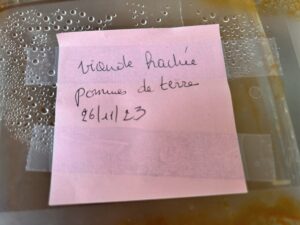 viande hachée
pommes de terre
26/11/23